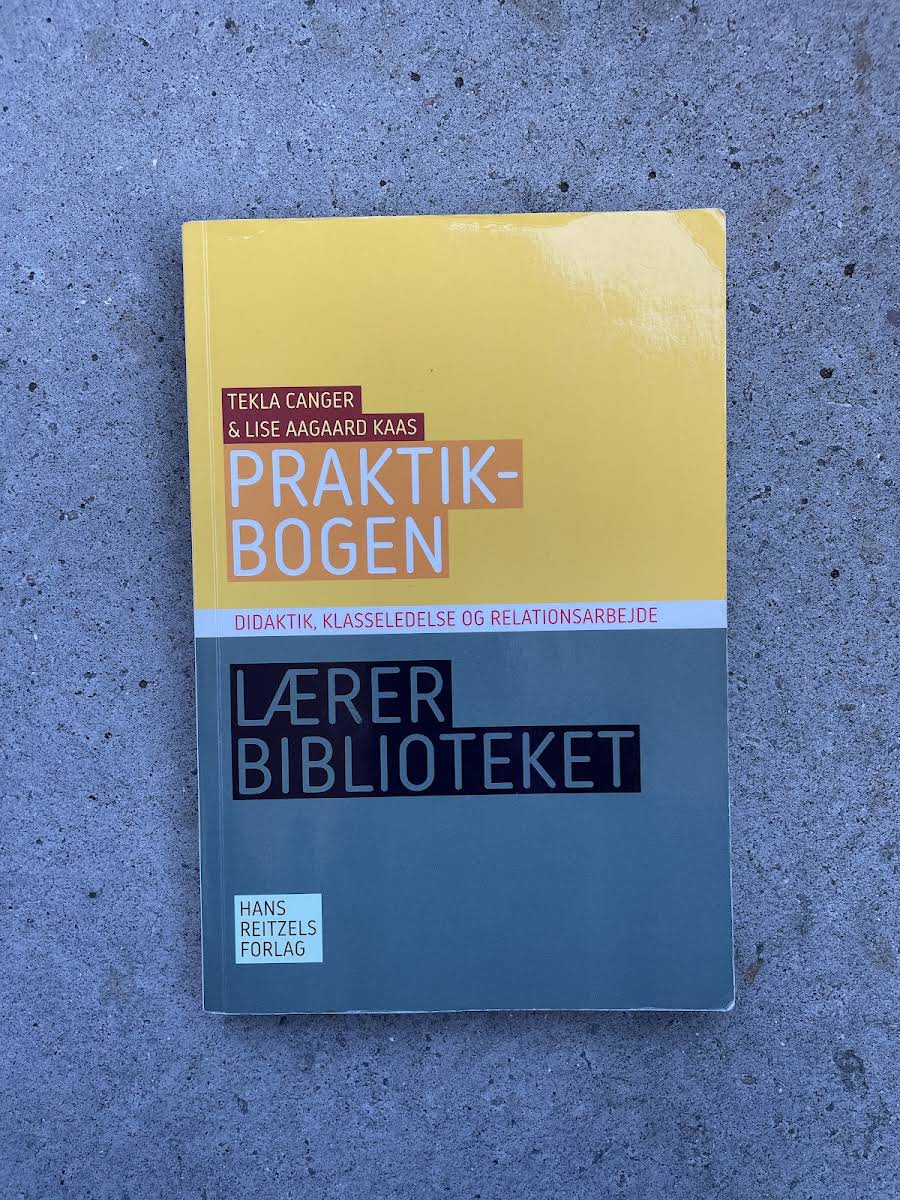 TEKLA CANGER
& LISE AAGAARD KAAS
PRAKTIK-
BOGEN
DIDAKTIK, KLASSELEDELSE OG RELATIONSARBEJDE
LÆRER
BIBLIOTEKET
HANS
REITZELS
FORLAG